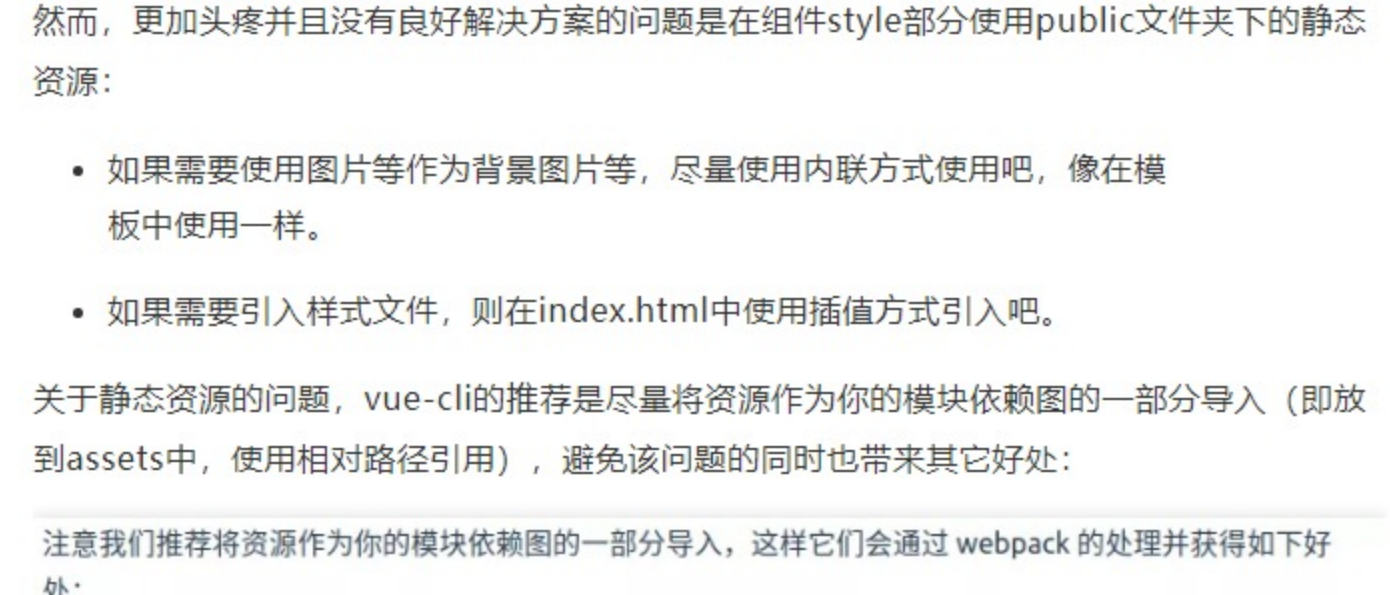 然而，更加头疼并且没有良好解决方案的问题是在组件style部分使用public文件夹下的静态
资源：
• 如果需要使用图片等作为背景图片等，尽量使用内联方式使用吧，像在模
板中使用一样。
• 如果需要引入样式文件，则在index.html中使用插值方式引入吧。
关于静态资源的问题，vue-cli的推荐是尽量将资源作为你的模块依赖图的一部分导入（即放
到assets中，使用相对路径引用），避免该问题的同时也带来其它好处：
注意我们推荐将资源作为你的模块依赖图的一部分导入，这样它们会通过 webpack 的处理并获得如下好
处：